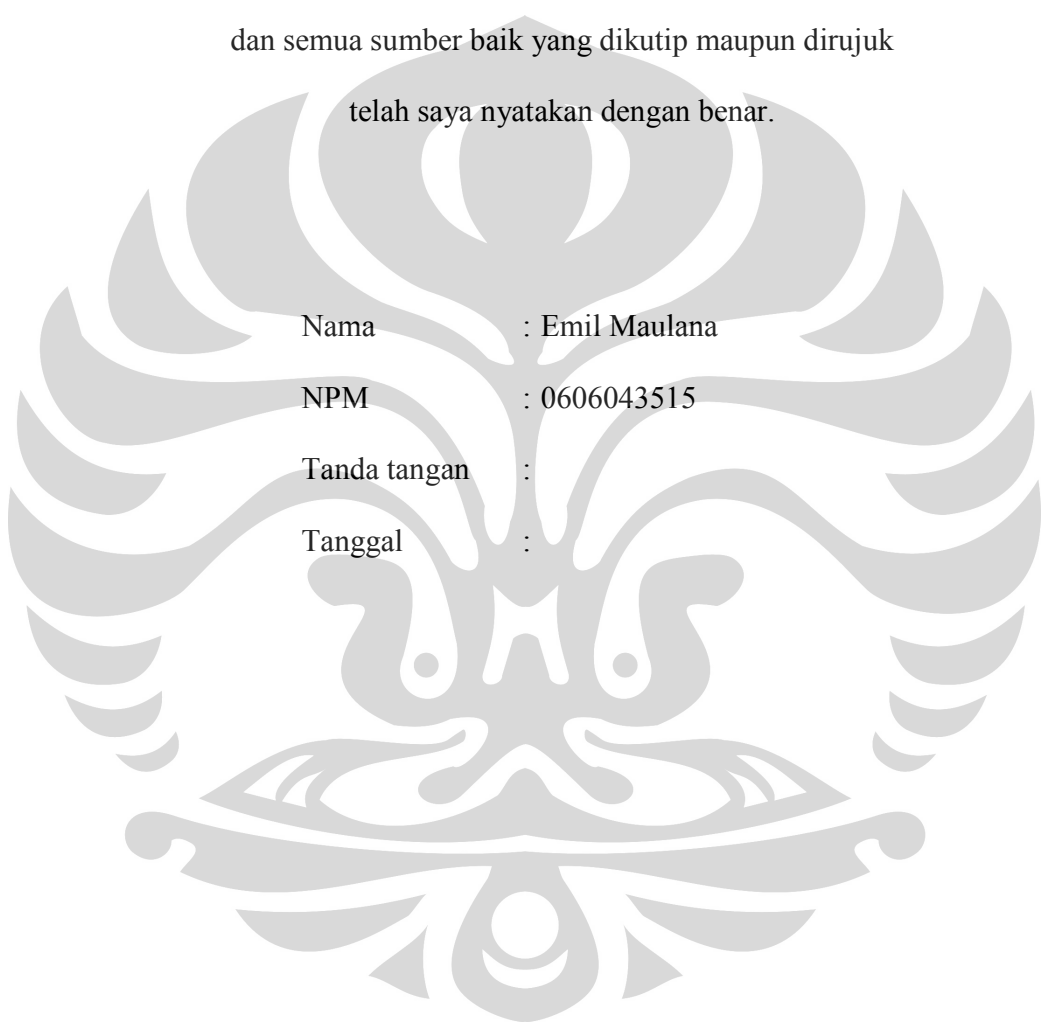 dan semua sumber baik yang dikutip maupun dirujuk
telah saya nyatakan dengan benar.
Nama : Emil Maulana
NPM : 0606043515
Tanda tangan :
Tanggal :